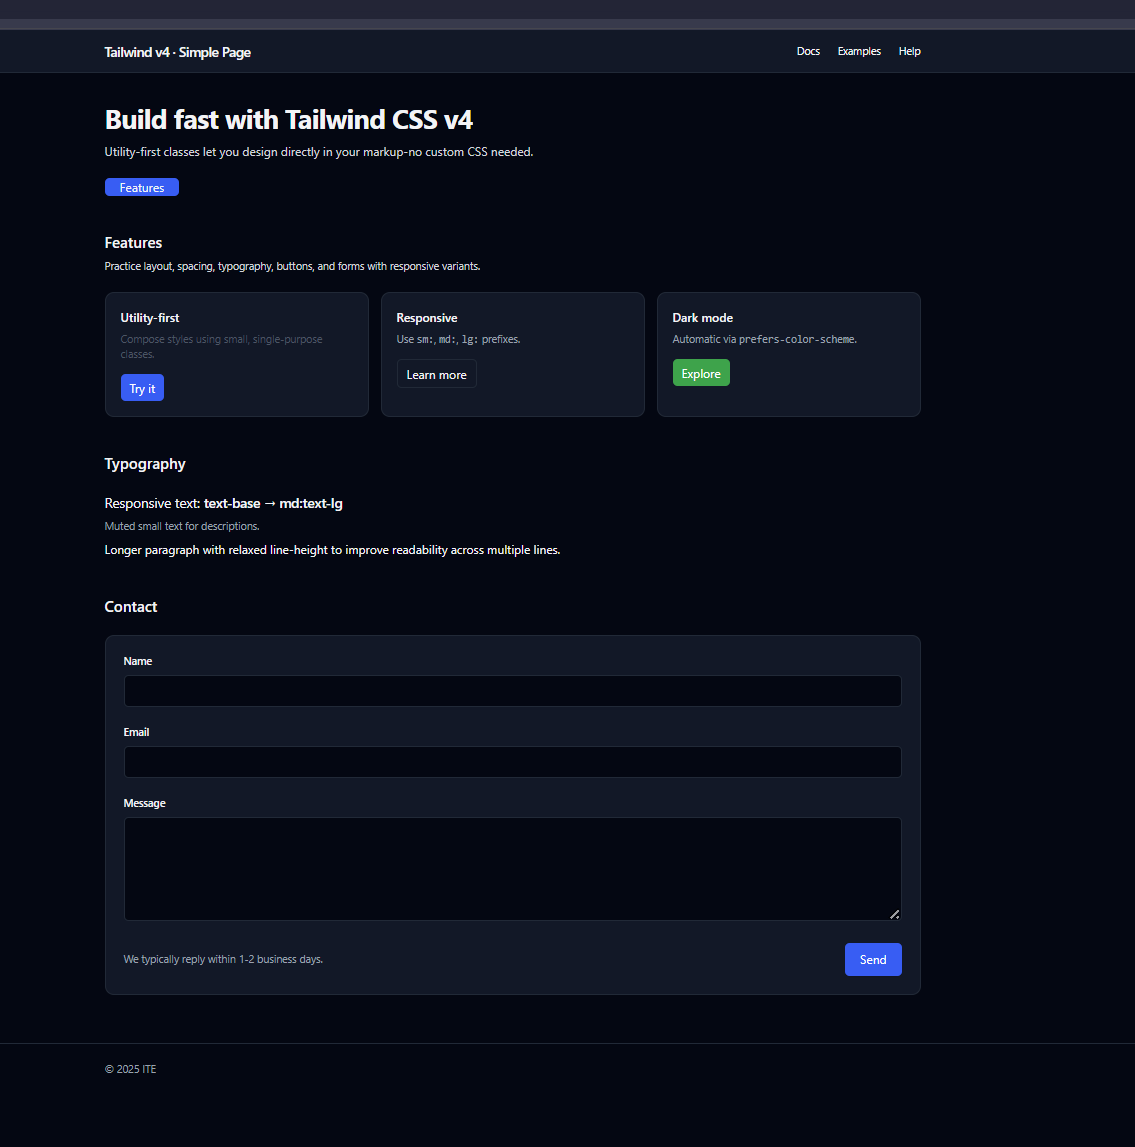 Tailwind v4 · Simple Page
Docs Examples Help
Build fast with Tailwind CSS v4
Utility-first classes let you design directly in your markup-no custom CSS needed.
Features
Features
Practice layout, spacing, typography, buttons, and forms with responsive variants.
Utility-first
Compose styles using small, single-purpose
classes.
Try it
Responsive
Use sm:, md:, lg: prefixes.
Learn more
Dark mode
Automatic via prefers-color-scheme.
Explore
Typography
Responsive text: text-base → md:text-lg
Muted small text for descriptions.
Longer paragraph with relaxed line-height to improve readability across multiple lines.
Contact
Name
Email
Message
We typically reply within 1-2 business days.
Send
© 2025 ITE